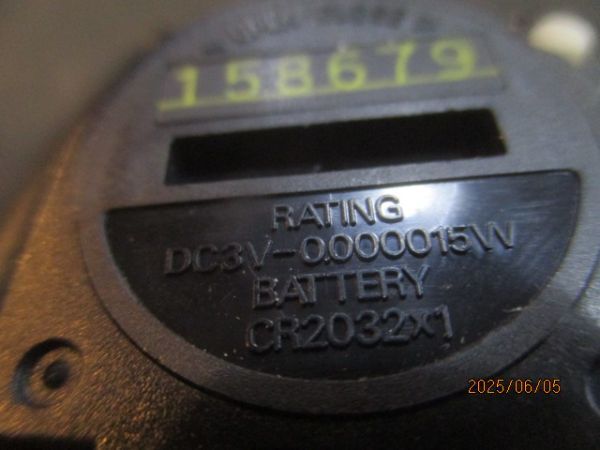 158679
RATING
DC3V-0.000015W
BATTERY
CR2032x1
2025/06/05